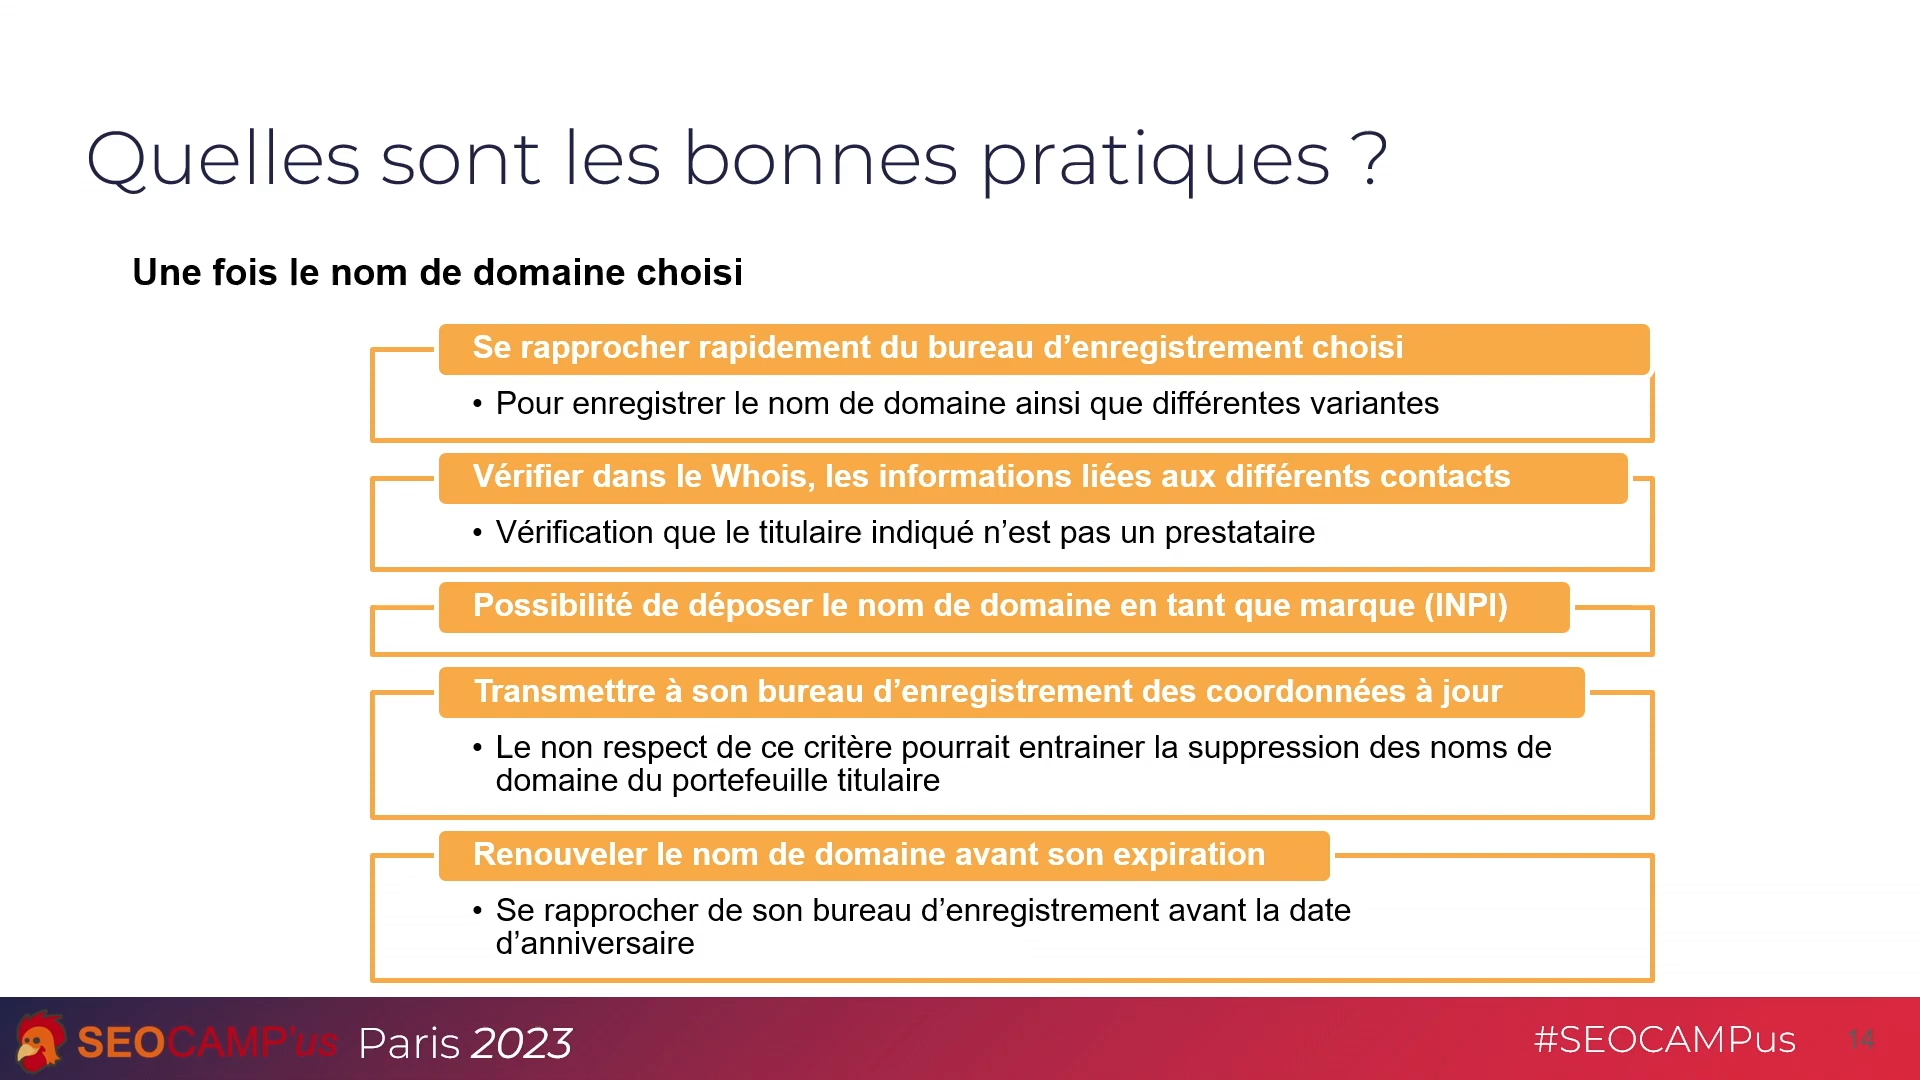 Quelles sont les bonnes pratiques ?
Une fois le nom de domaine choisi
Se rapprocher rapidement du bureau d’enregistrement choisi
• Pour enregistrer le nom de domaine ainsi que différentes variantes
Vérifier dans le Whois, les informations liées aux différents contacts
• Vérification que le titulaire indiqué n’est pas un prestataire
Possibilité de déposer le nom de domaine en tant que marque (INPI)
Transmettre à son bureau d’enregistrement des coordonnées à jour
• Le non respect de ce critère pourrait entrainer la suppression des noms de
domaine du portefeuille titulaire
Renouveler le nom de domaine avant son expiration
• Se rapprocher de son bureau d’enregistrement avant la date
d’anniversaire
SEOCAMP'us Paris 2023
#SEOCAMPus 14